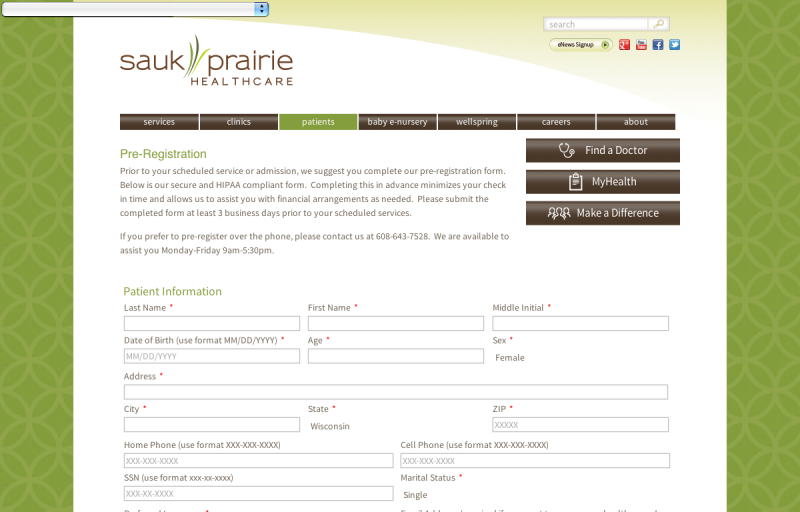 search
eNews Signup
sauk prairie
HEALTHCARE
services clinics patients baby e-nursery wellspring careers about
Find a Doctor
MyHealth
Make a Difference
Pre-Registration
Prior to your scheduled service or admission, we suggest you complete our pre-registration form.
Below is our secure and HIPAA compliant form. Completing this in advance minimizes your check
in time and allows us to assist you with financial arrangements as needed. Please submit the
completed form at least 3 business days prior to your scheduled services.
If you prefer to pre-register over the phone, please contact us at 608-643-7528. We are available to
assist you Monday-Friday 9am-5:30pm.
Patient Information
Last Name * First Name * Middle Initial *
Date of Birth (use format MM/DD/YYYY) * Age * Sex *
MM/DD/YYYY Female
Address *
City * State * ZIP *
Wisconsin XXXXX
Home Phone (use format XXX-XXX-XXXX) Cell Phone (use format XXX-XXX-XXXX)
XXX-XXX-XXXX XXX-XXX-XXXX
SSN (use format xxx-xx-xxxx) Marital Status *
XXX-XX-XXXX Single